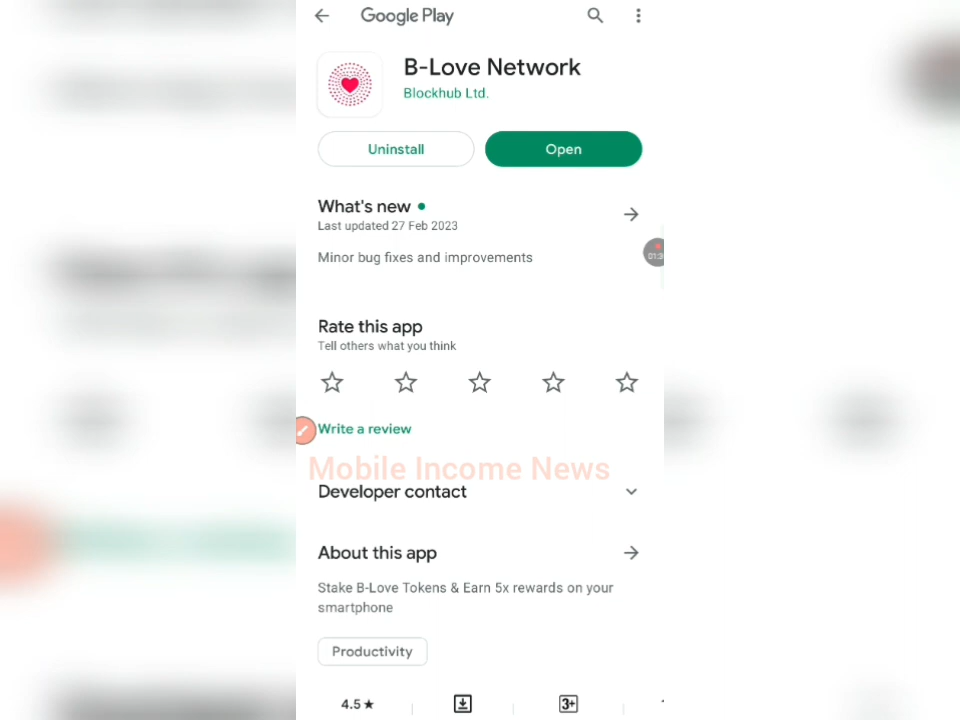 Google Play
B-Love Network
Blockhub Ltd.
Uninstall
Open
What's new
Last updated 27 Feb 2023
Minor bug fixes and improvements
Rate this app
Tell others what you think
Write a review
Mobile Income News
Developer contact
About this app
Stake B-Love Tokens & Earn 5x rewards on your
smartphone
Productivity
4.5★
3+